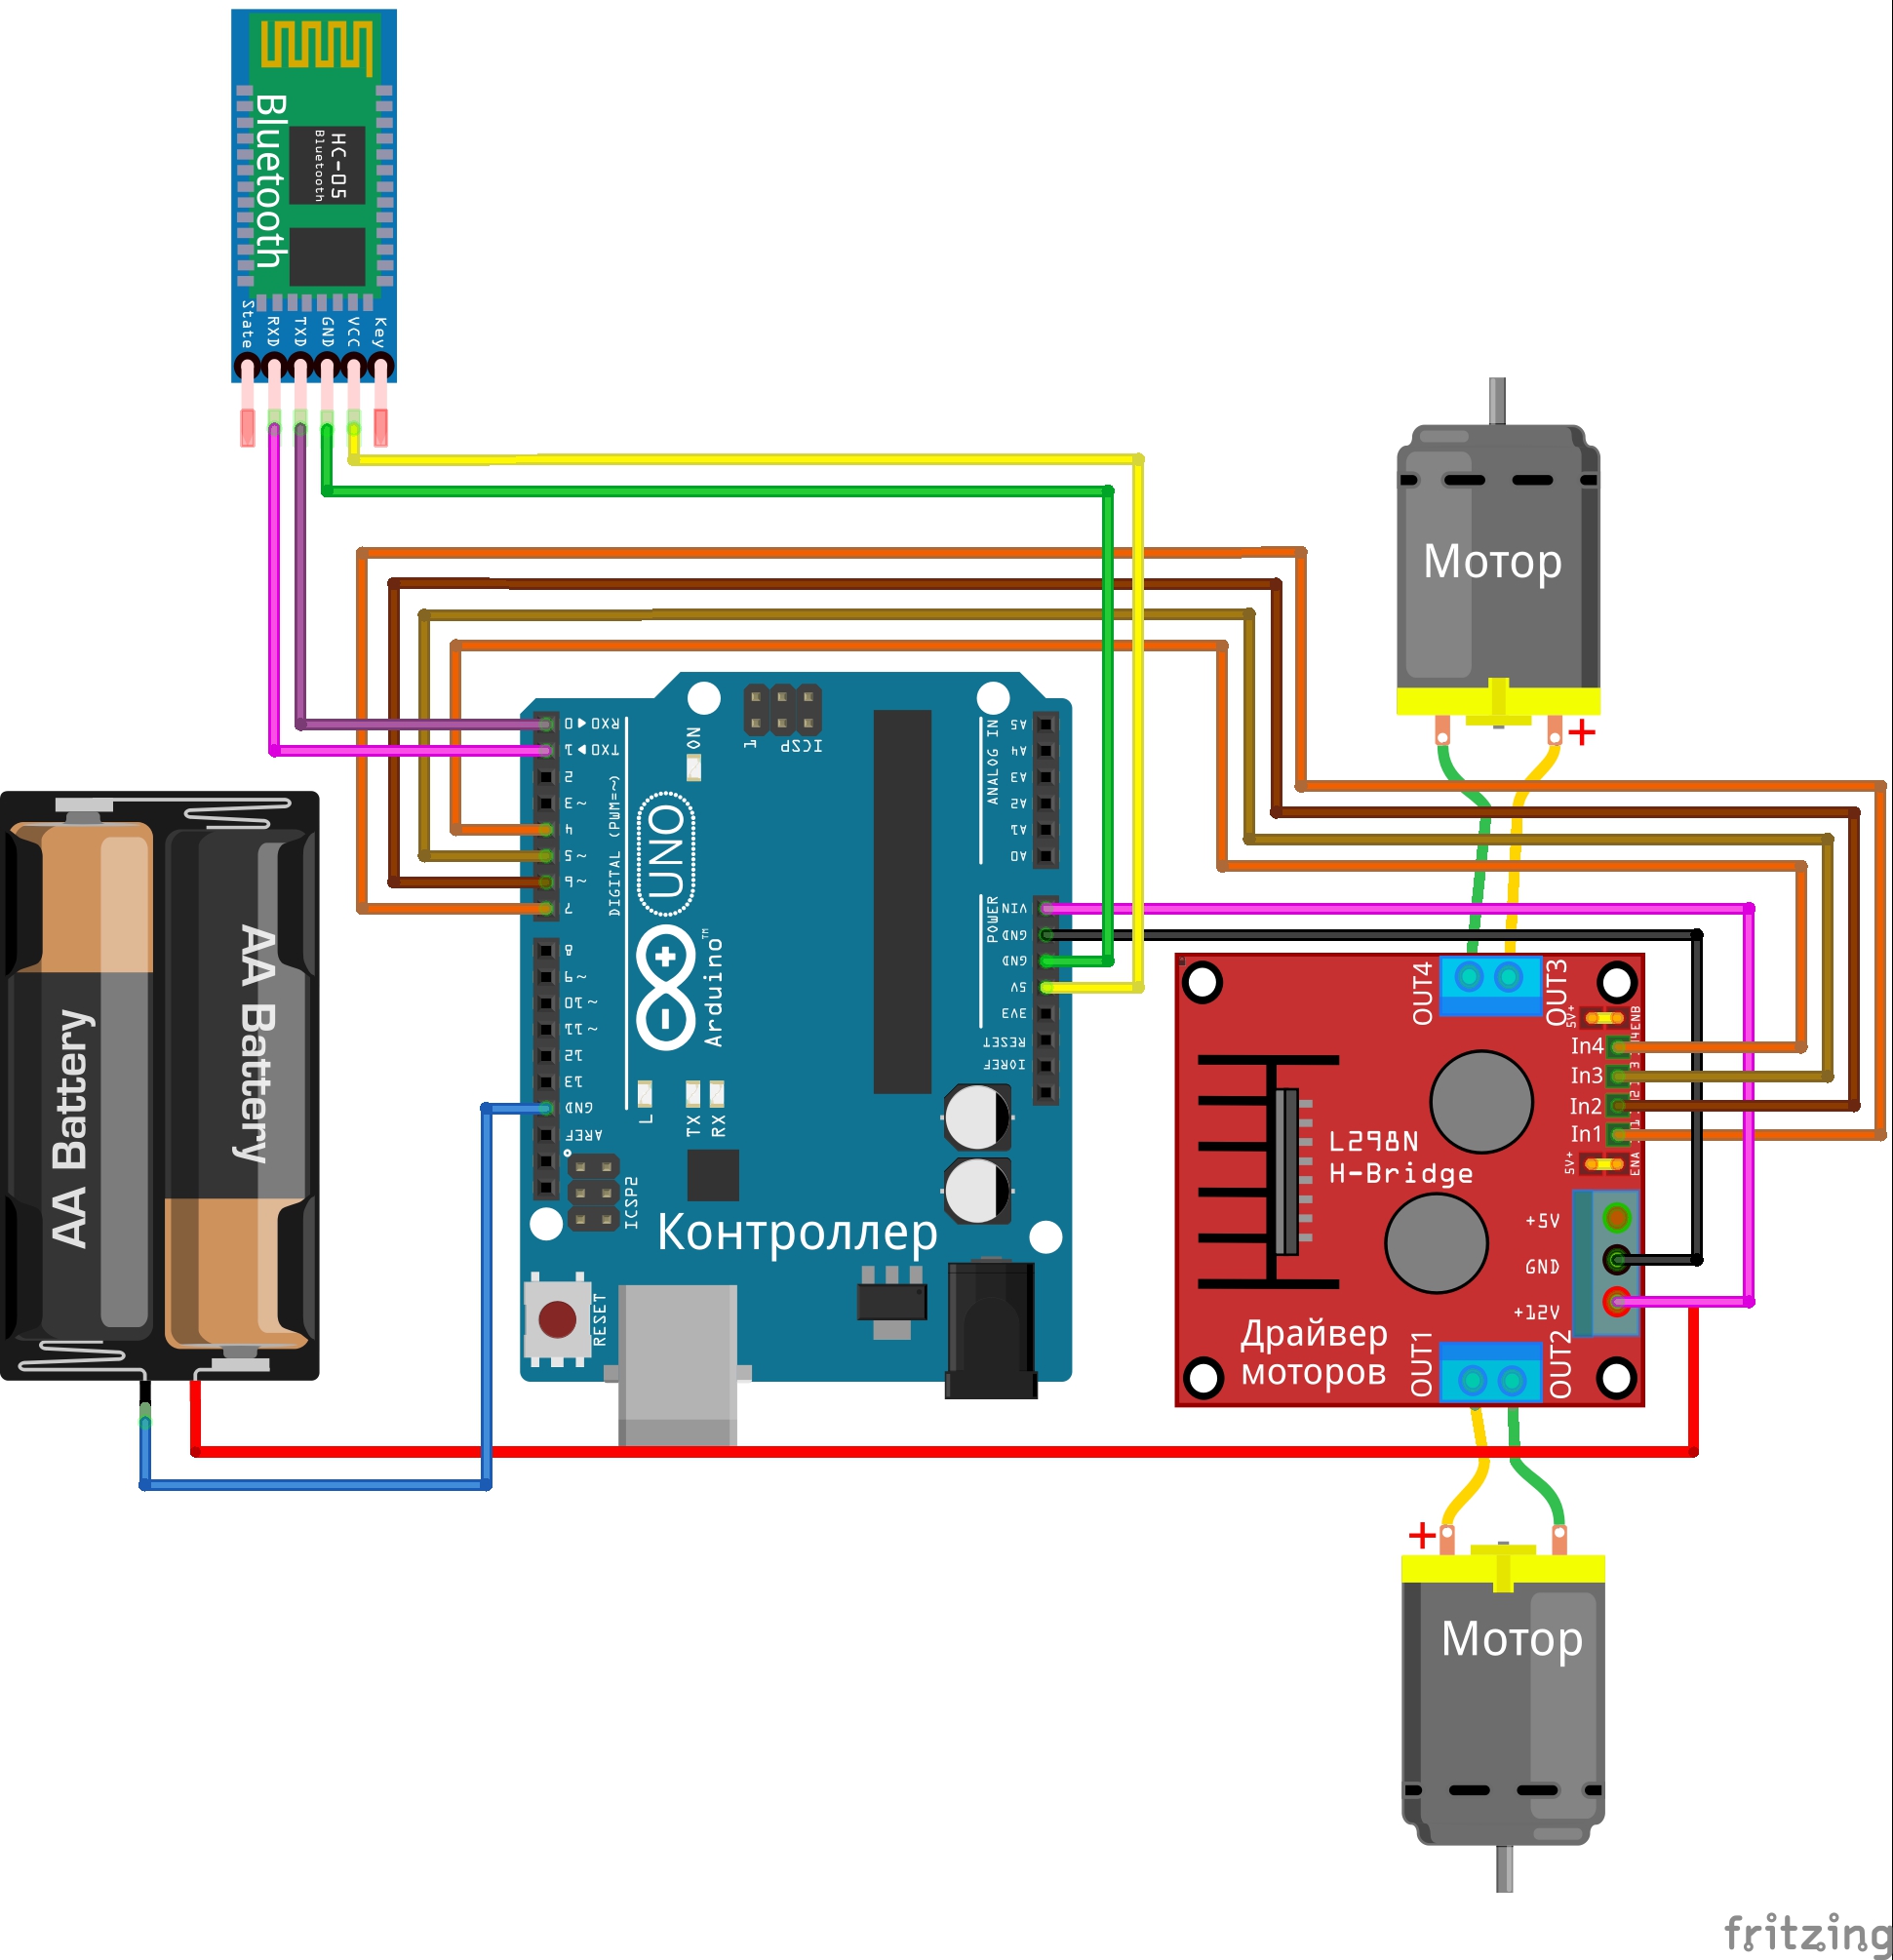 Bluetooth
HC-05
Bluetooth
State
RXD
TXD
GND
VCC
Key
Мотор
+
AA Battery
AA Battery
RX0 ◀ 0
TX0 ▶ 1
2
~3
4
~5
~6
7
8
~9
~10
~11
12
13
GND
AREF
DIGITAL (PWM=~)
ON
1
ICSP
UNO
Arduino™
L
TX
RX
ICSP2
RESET
ANALOG IN
A5
A4
A3
A2
A1
A0
POWER
VIN
GND
GND
5V
3V3
RESET
IOREF
Контроллер
OUT4
OUT3
5V+
ENB
In4
In3
In2
In1
5V+
ENA
L298N
H-Bridge
+5V
GND
+12V
Драйвер
моторов
OUT1
OUT2
+
Мотор
fritzing